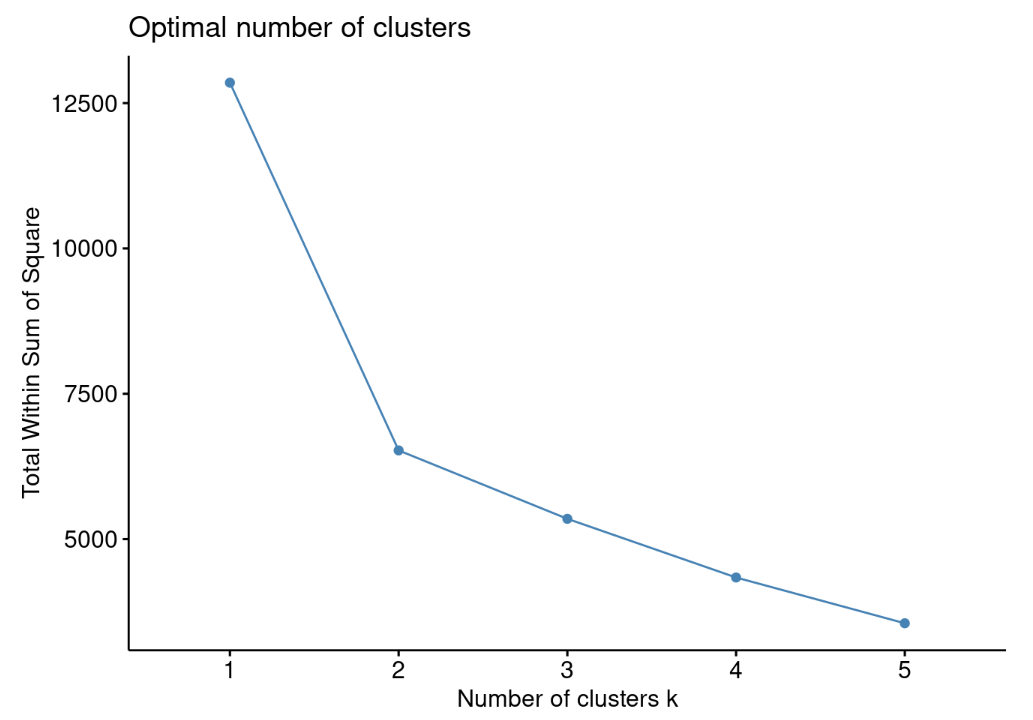 Optimal number of clusters
Total Within Sum of Square
12500
10000
7500
5000
1 2 3 4 5
Number of clusters k